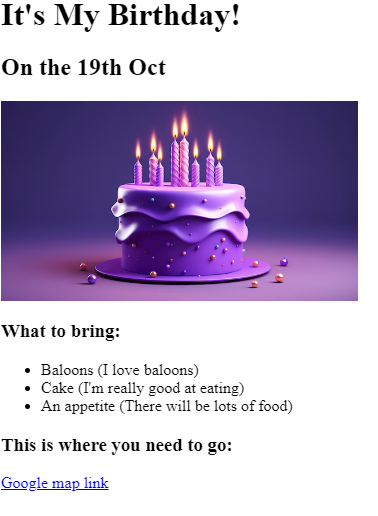 It's My Birthday!
On the 19th Oct
What to bring:
Baloons (I love baloons)
Cake (I'm really good at eating)
An appetite (There will be lots of food)
This is where you need to go:
Google map link